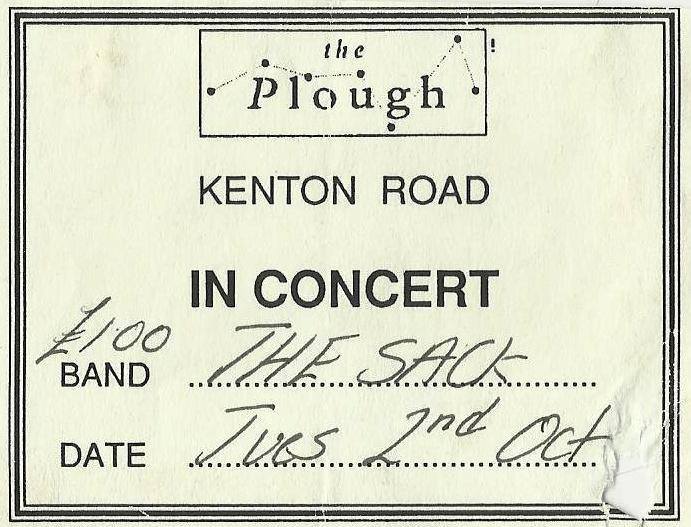 the
Plough!
KENTON ROAD
IN CONCERT
£1.00
BAND THE SACK
DATE Tues 2nd Oct